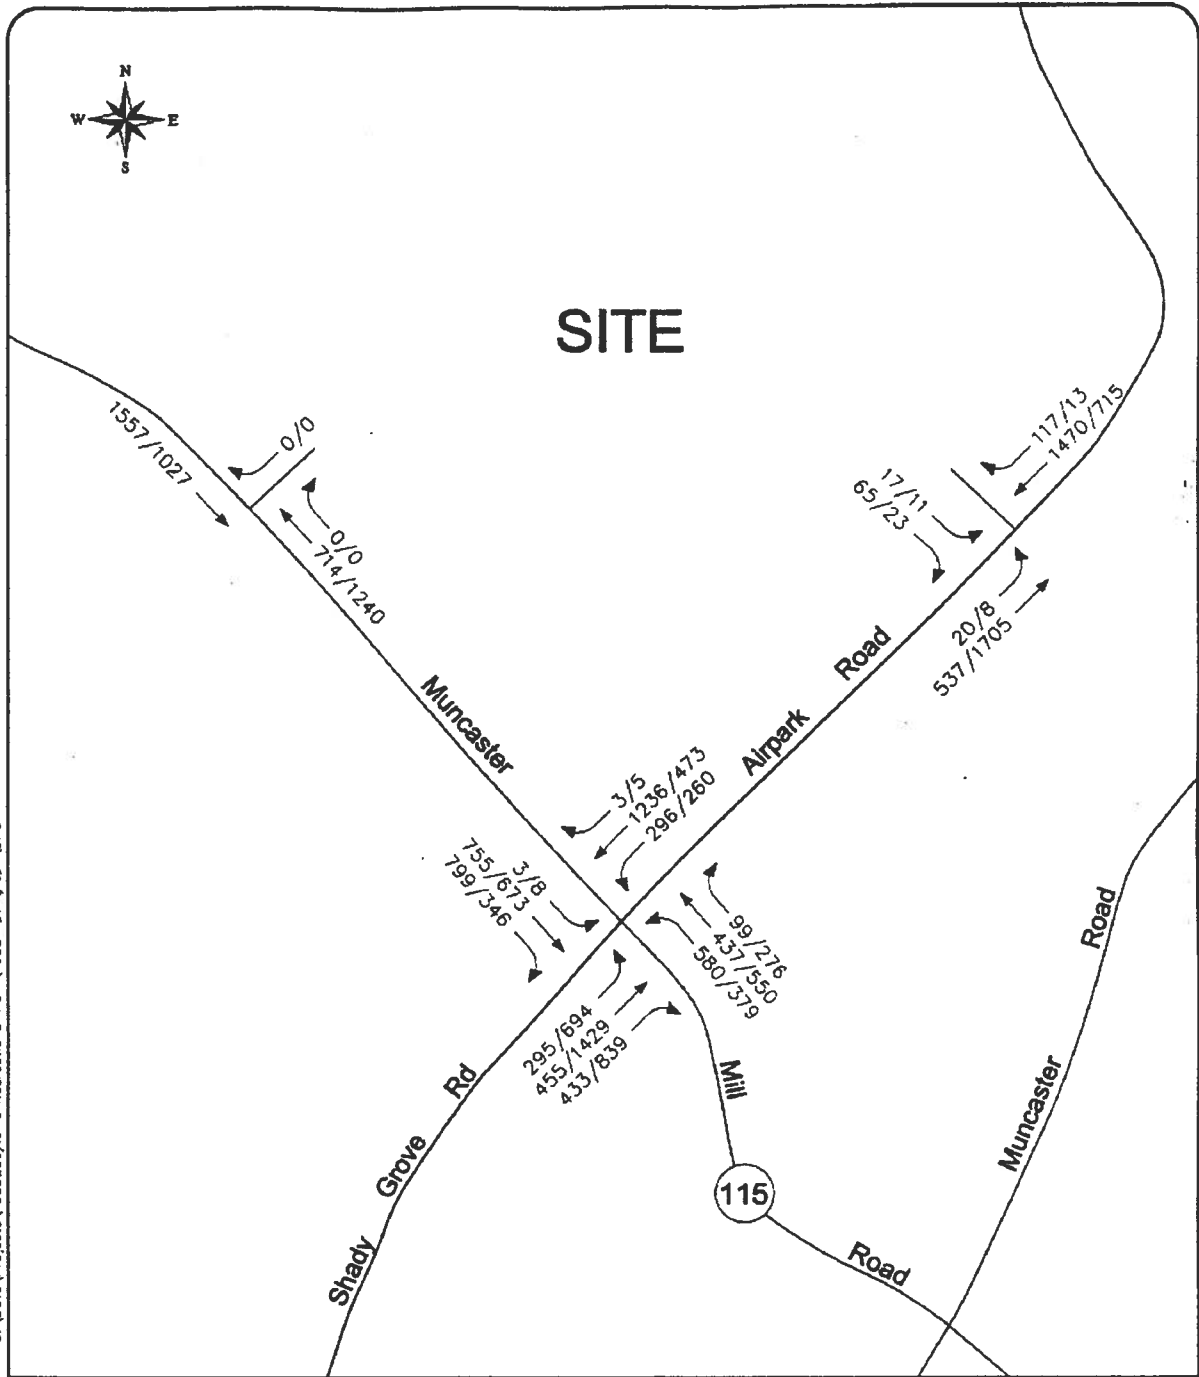 N
W E
S
SITE
1557/1027
0/0
0/0
714/1240
117/13
1470/715
17/11
65/23
20/8
537/1705
Muncaster
Airpark Road
3/5
1236/473
296/260
3/8
755/673
799/346
99/276
437/550
580/379
295/694
455/1429
433/839
Shady Grove Rd
Mill
115
Road
Muncaster Road